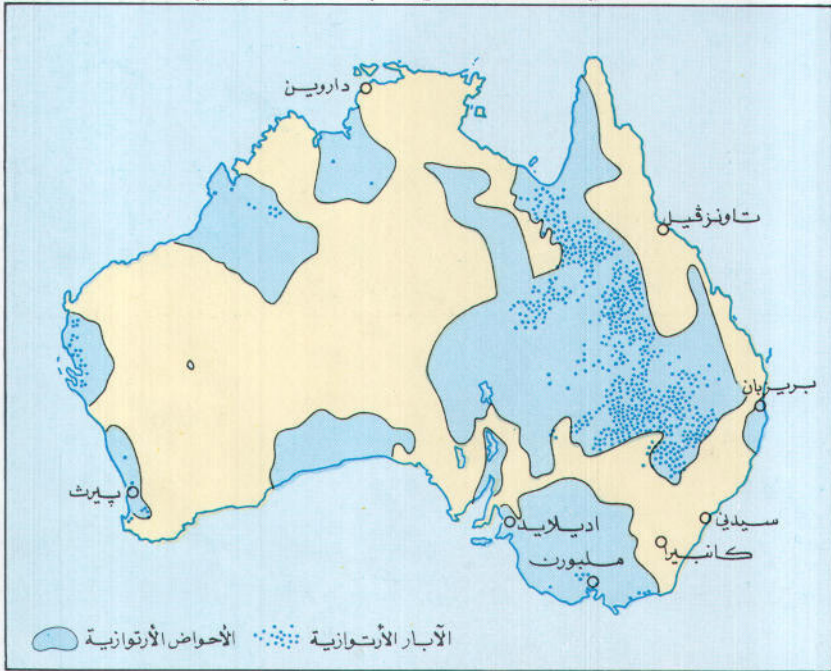 داروين
تاونزڤيل
بريزبان
پيرث
سيدني
اديلايد
كانبيرا
ملبورن
الآبار الأرتوازية
الأحواض الأرتوازية